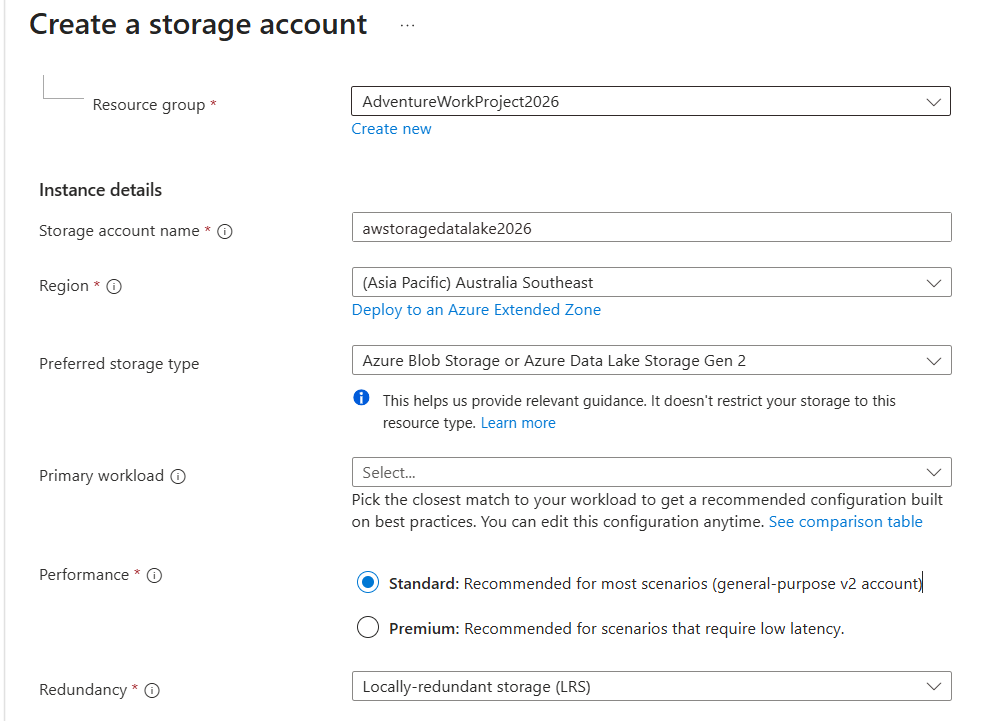 Create a storage account ...
Resource group *
AdventureWorkProject2026
Create new
Instance details
Storage account name *
awstoragedatalake2026
Region *
(Asia Pacific) Australia Southeast
Deploy to an Azure Extended Zone
Preferred storage type
Azure Blob Storage or Azure Data Lake Storage Gen 2
This helps us provide relevant guidance. It doesn't restrict your storage to this
resource type. Learn more
Primary workload
Select...
Pick the closest match to your workload to get a recommended configuration built
on best practices. You can edit this configuration anytime. See comparison table
Performance *
Standard: Recommended for most scenarios (general-purpose v2 account)
Premium: Recommended for scenarios that require low latency.
Redundancy *
Locally-redundant storage (LRS)